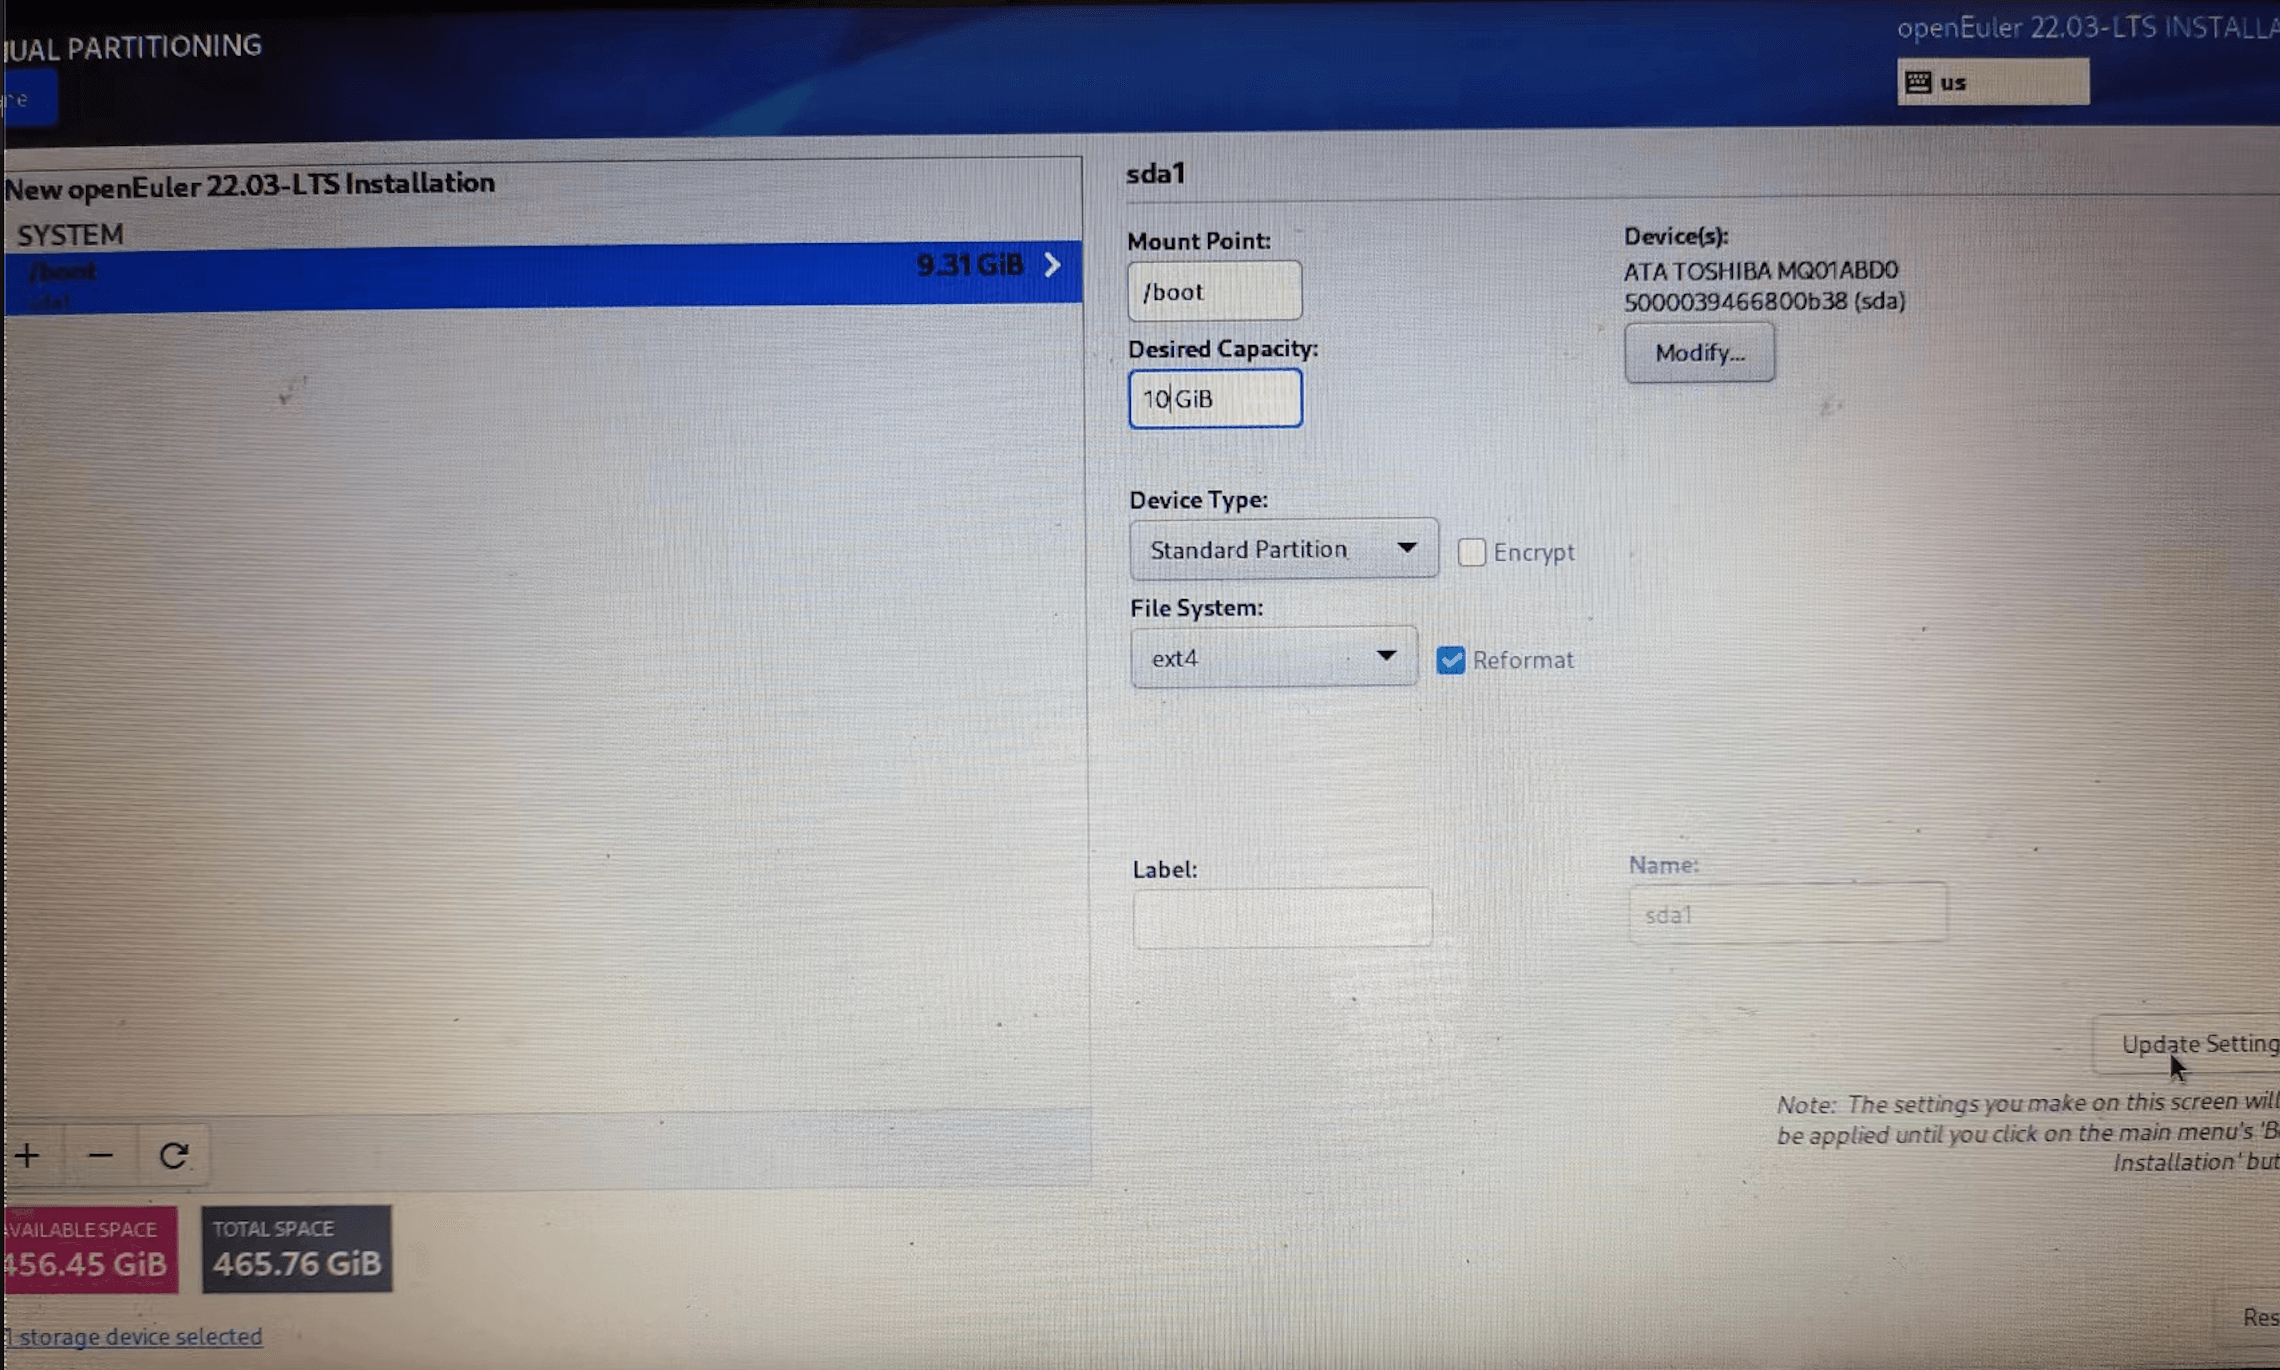 UAL PARTITIONING
openEuler 22.03-LTS INSTALLA
us
New openEuler 22.03-LTS Installation
SYSTEM
/boot
9.31 GiB
sda1
sda1
Mount Point:
/boot
Desired Capacity:
10 GiB
Device(s):
ATA TOSHIBA MQ01ABD0
5000039466800b38 (sda)
Modify...
Device Type:
Standard Partition
Encrypt
File System:
ext4
Reformat
Label:
Name:
sda1
Update Setting
Note: The settings you make on this screen will
be applied until you click on the main menu's 'B
Installation' but
AVAILABLE SPACE
456.45 GiB
TOTAL SPACE
465.76 GiB
1 storage device selected
Res